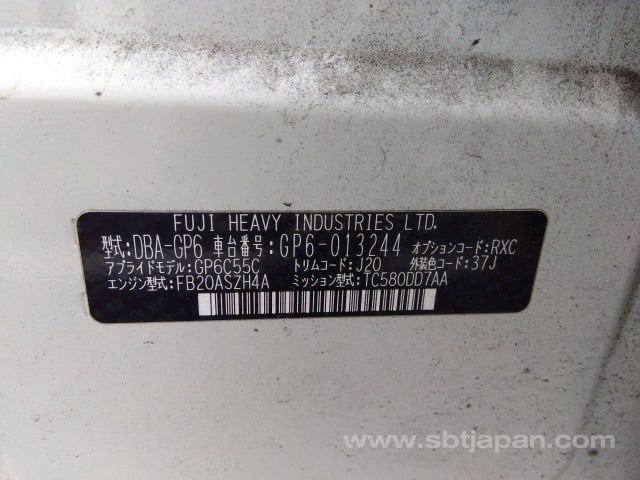 FUJI HEAVY INDUSTRIES LTD.
型式:DBA-GP6 車台番号:GP6-013244 オプションコード:RXC
アプライドモデル:GP6C55C トリムコード:J20 外装色コード:37J
エンジン型式:FB20ASZH4A ミッション型式:TC580DD7AA
www.sbtjapan.com